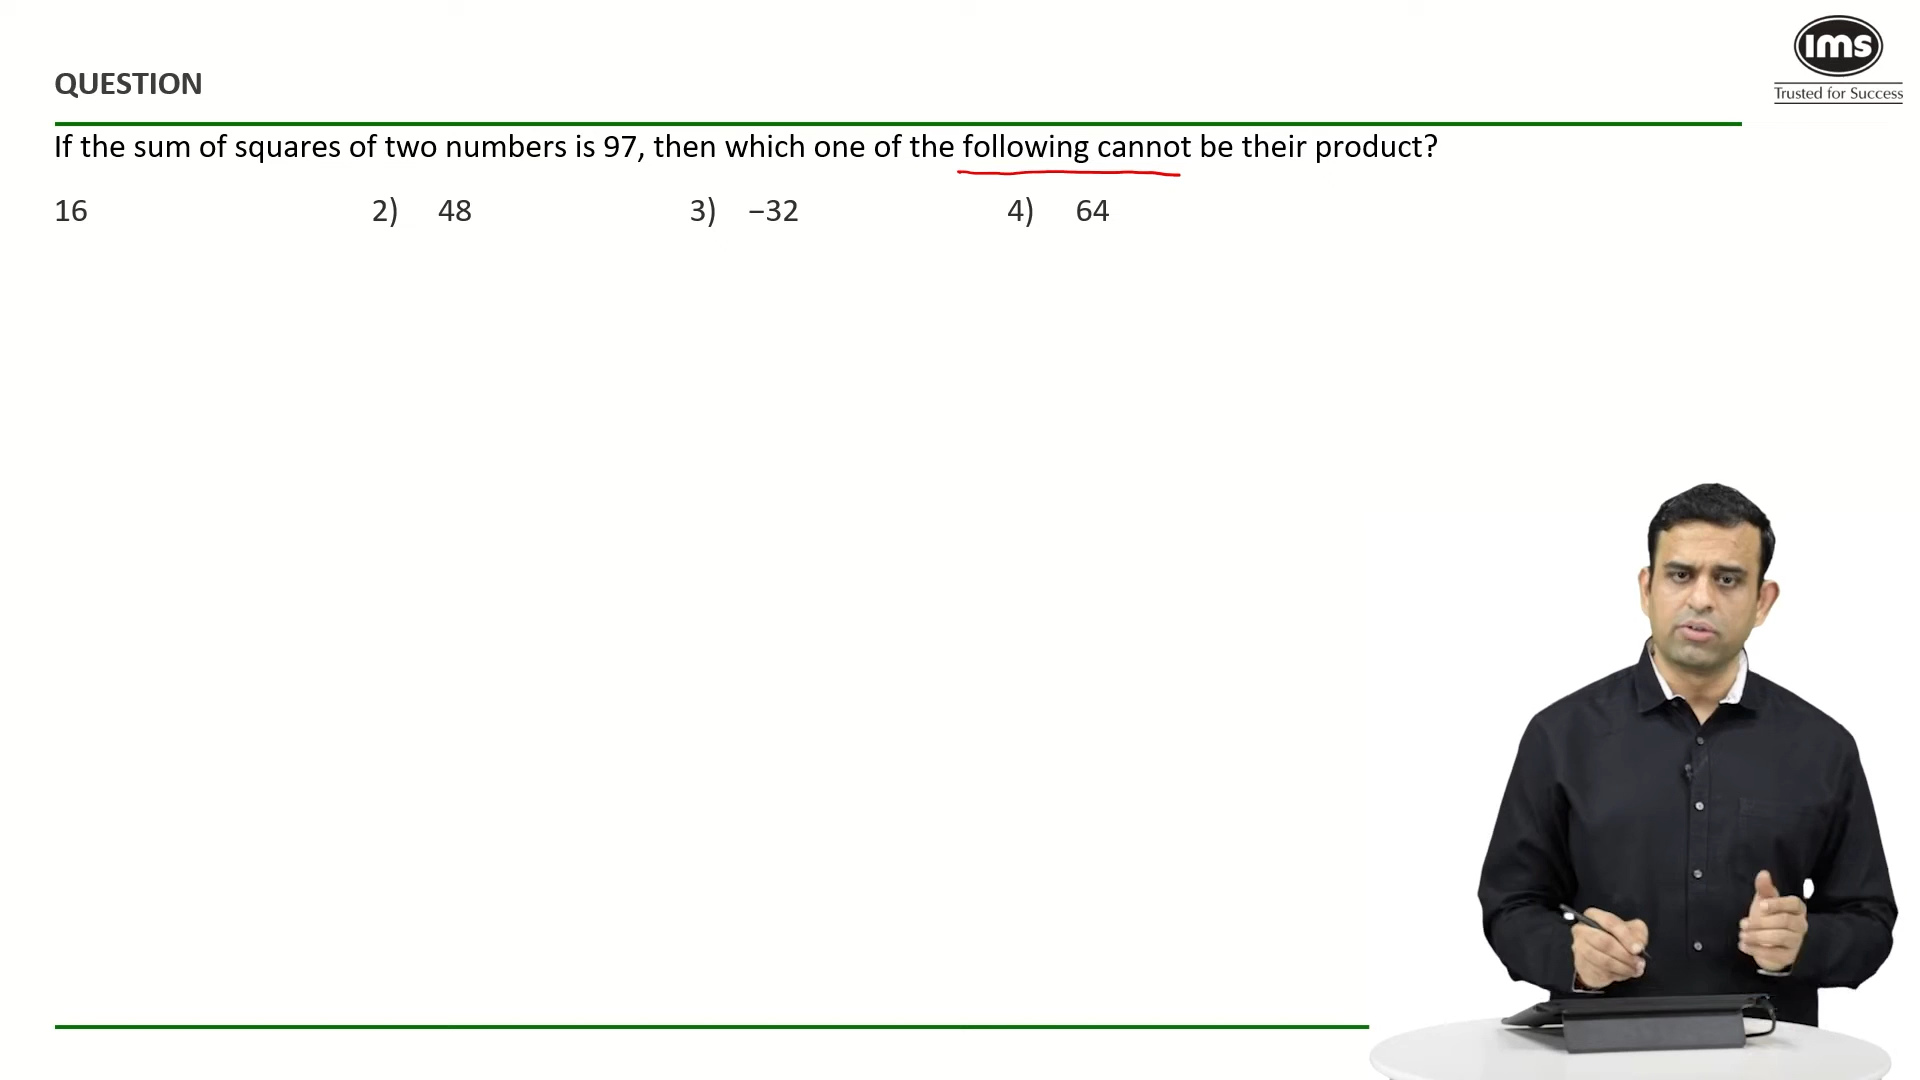 ims
Trusted for Success
QUESTION
If the sum of squares of two numbers is 97, then which one of the following cannot be their product?
16 2) 48 3) −32 4) 64